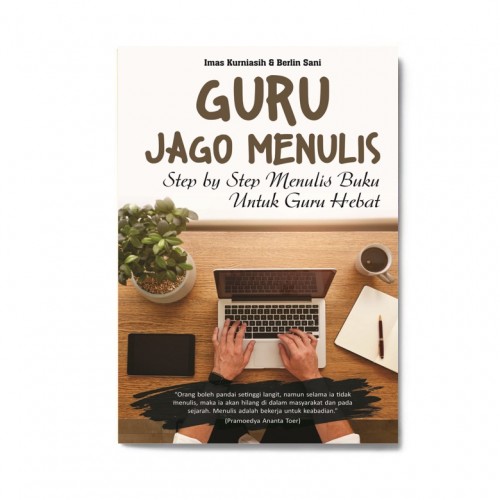 Imas Kurniasih & Berlin Sani
GURU
JAGO MENULIS
Step by Step Menulis Buku
Untuk Guru Hebat
"Orang boleh pandai setinggi langit, namun selama ia tidak
menulis, maka ia akan hilang di dalam masyarakat dan pada
sejarah. Menulis adalah bekerja untuk keabadian."
(Pramoedya Ananta Toer)